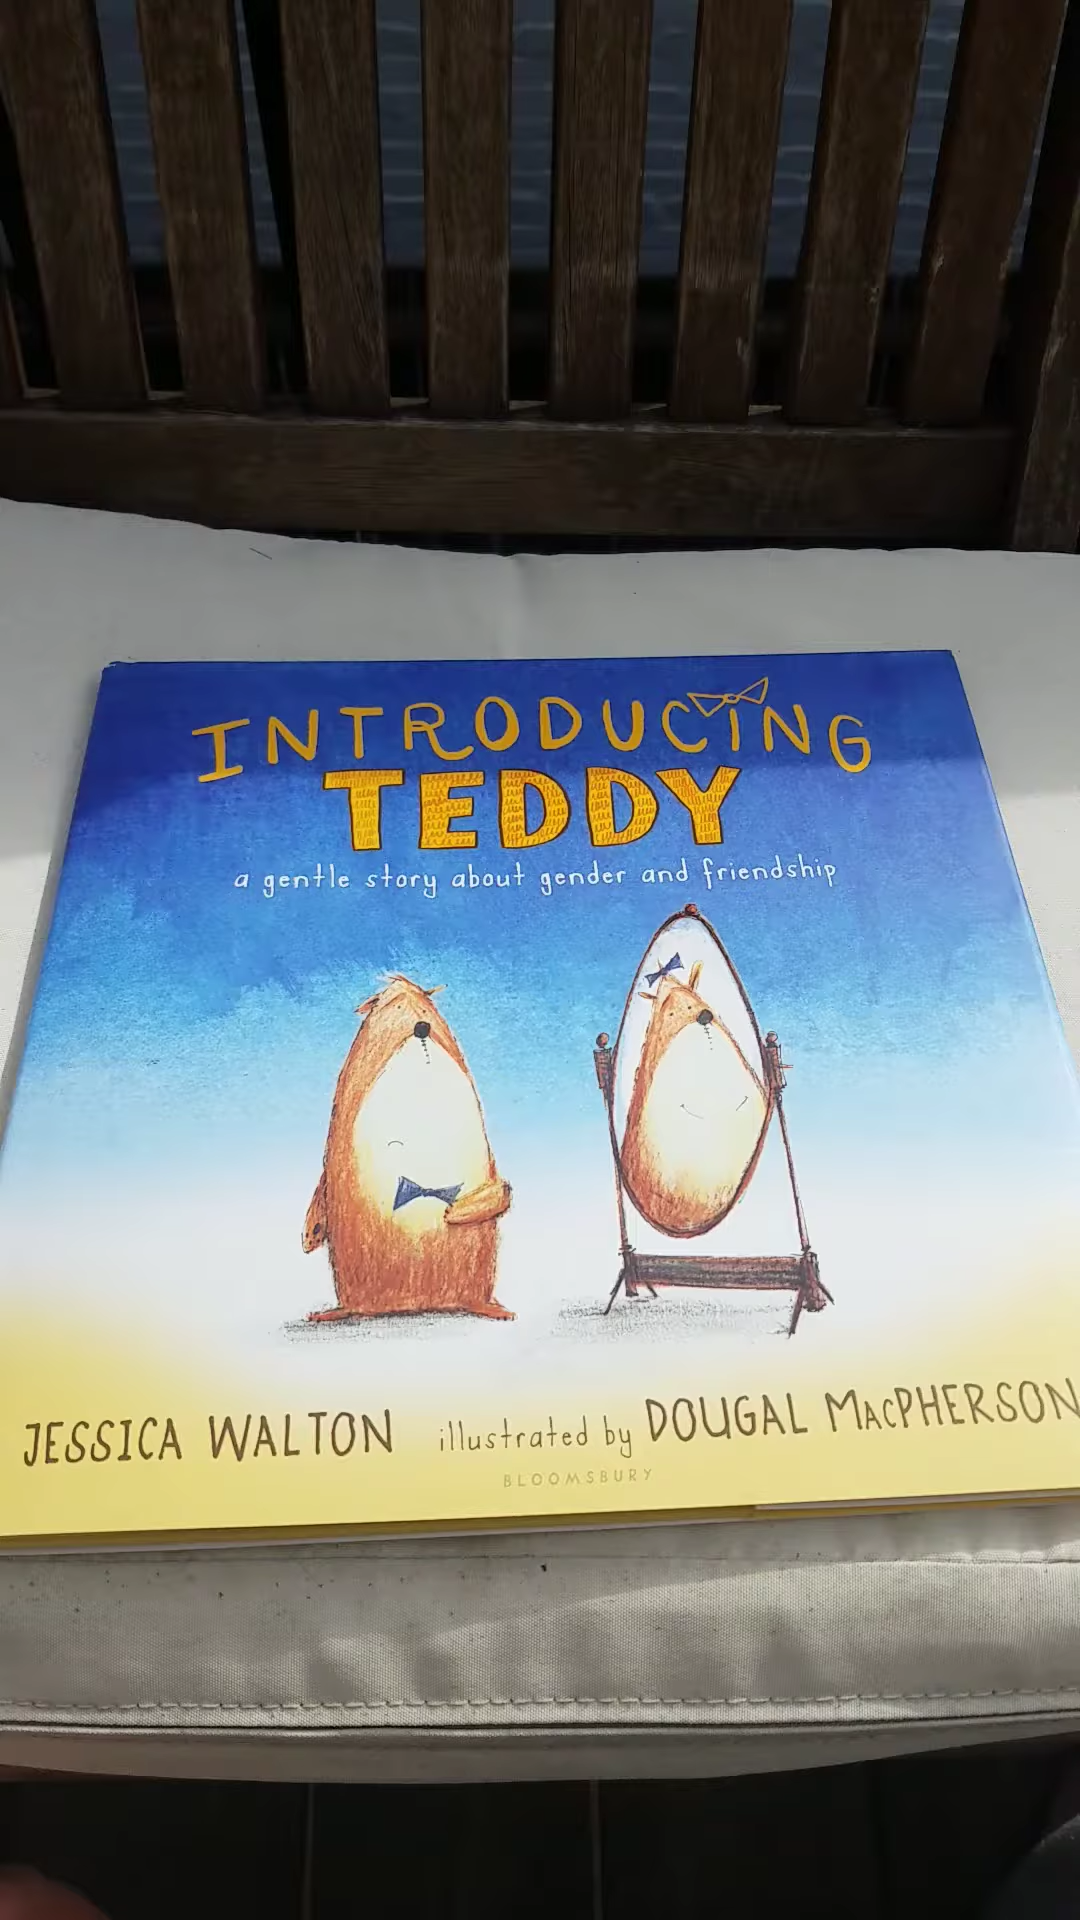 INTRODUCING
TEDDY
a gentle story about gender and friendship
JESSICA WALTON illustrated by DOUGAL MACPHERSON
BLOOMSBURY